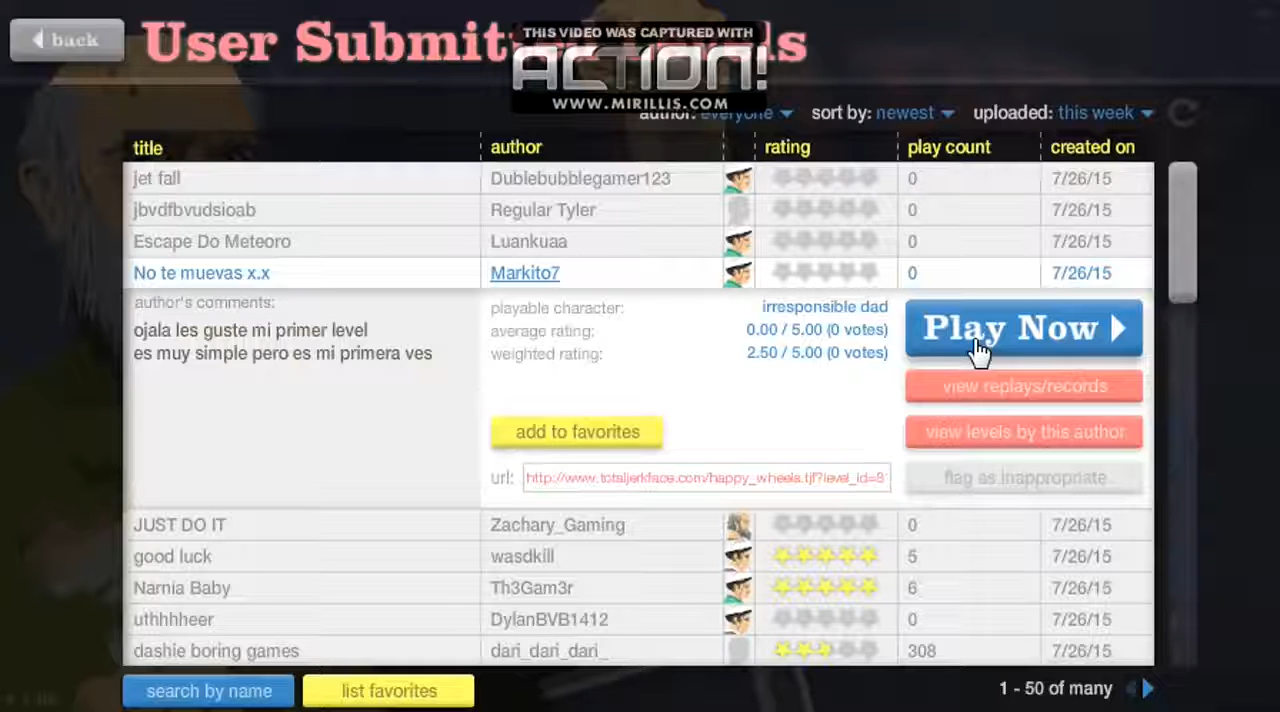 back
User Submit
s
THIS VIDEO WAS CAPTURED WITH
ACTION!
WWW.MIRILLIS.COM
author: everyone sort by: newest uploaded: this week
title author rating play count created on
jet fall Dublebubblegamer123 0 7/26/15
jbvdfbvudsioab Regular Tyler 0 7/26/15
Escape Do Meteoro Luankuaa 0 7/26/15
No te muevas x.x Markito7 0 7/26/15
author's comments:
ojala les guste mi primer level
es muy simple pero es mi primera ves
playable character: irresponsible dad
average rating: 0.00 / 5.00 (0 votes)
weighted rating: 2.50 / 5.00 (0 votes)
add to favorites
url: http://www.totaljerkface.com/happy_wheels.tjf?level_id=8
Play Now
view replays/records
view levels by this author
flag as inappropriate
JUST DO IT Zachary_Gaming 0 7/26/15
good luck wasdkill 5 7/26/15
Narnia Baby Th3Gam3r 6 7/26/15
uthhhheer DylanBVB1412 0 7/26/15
dashie boring games dari_dari_dari_ 308 7/26/15
search by name list favorites 1 - 50 of many